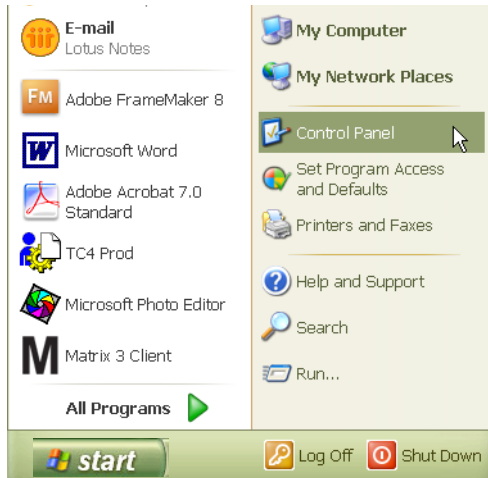 E-mail
Lotus Notes
FM Adobe FrameMaker 8
W Microsoft Word
Adobe Acrobat 7.0
Standard
TC4 Prod
Microsoft Photo Editor
M Matrix 3 Client
All Programs
My Computer
My Network Places
Control Panel
Set Program Access
and Defaults
Printers and Faxes
? Help and Support
Search
Run...
start
Log Off
Shut Down